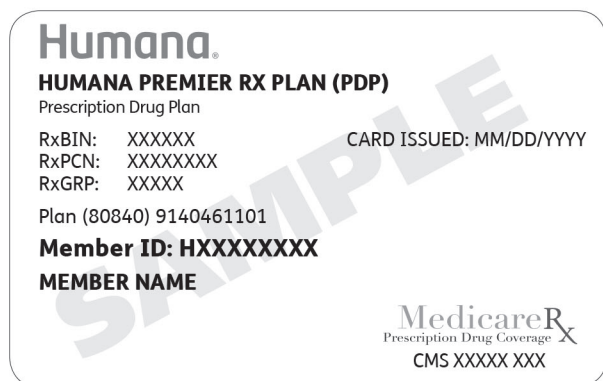 Humana®
HUMANA PREMIER RX PLAN (PDP)
Prescription Drug Plan
RxBIN: XXXXXX CARD ISSUED: MM/DD/YYYY
RxPCN: XXXXXXXX
RxGRP: XXXXX
Plan (80840) 9140461101
Member ID: HXXXXXXXX
MEMBER NAME
SAMPLE
MedicareRx
Prescription Drug Coverage
CMS XXXXX XXX